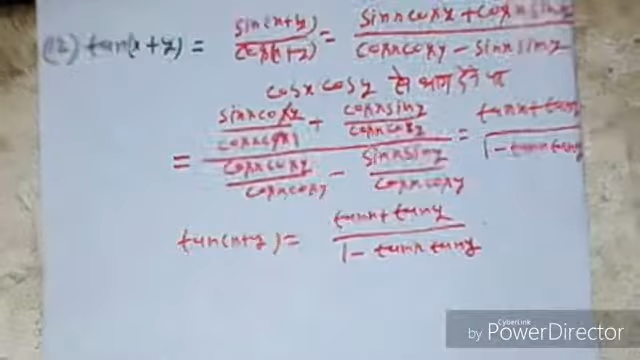 (12) tan(x+y) = sin(x+y)/cos(x+y) = sinx cosy + cosx siny / cosx cosy - sinx siny
cosx cosy से भाग देने पर
= (sinx cosy/cosx cosy + cosx siny/cosx cosy) / (cosx cosy/cosx cosy - sinx siny/cosx cosy) = tanx + tany / 1 - tanx tany
tan(x+y) = tanx + tany / 1 - tanx tany
CyberLink
by PowerDirector